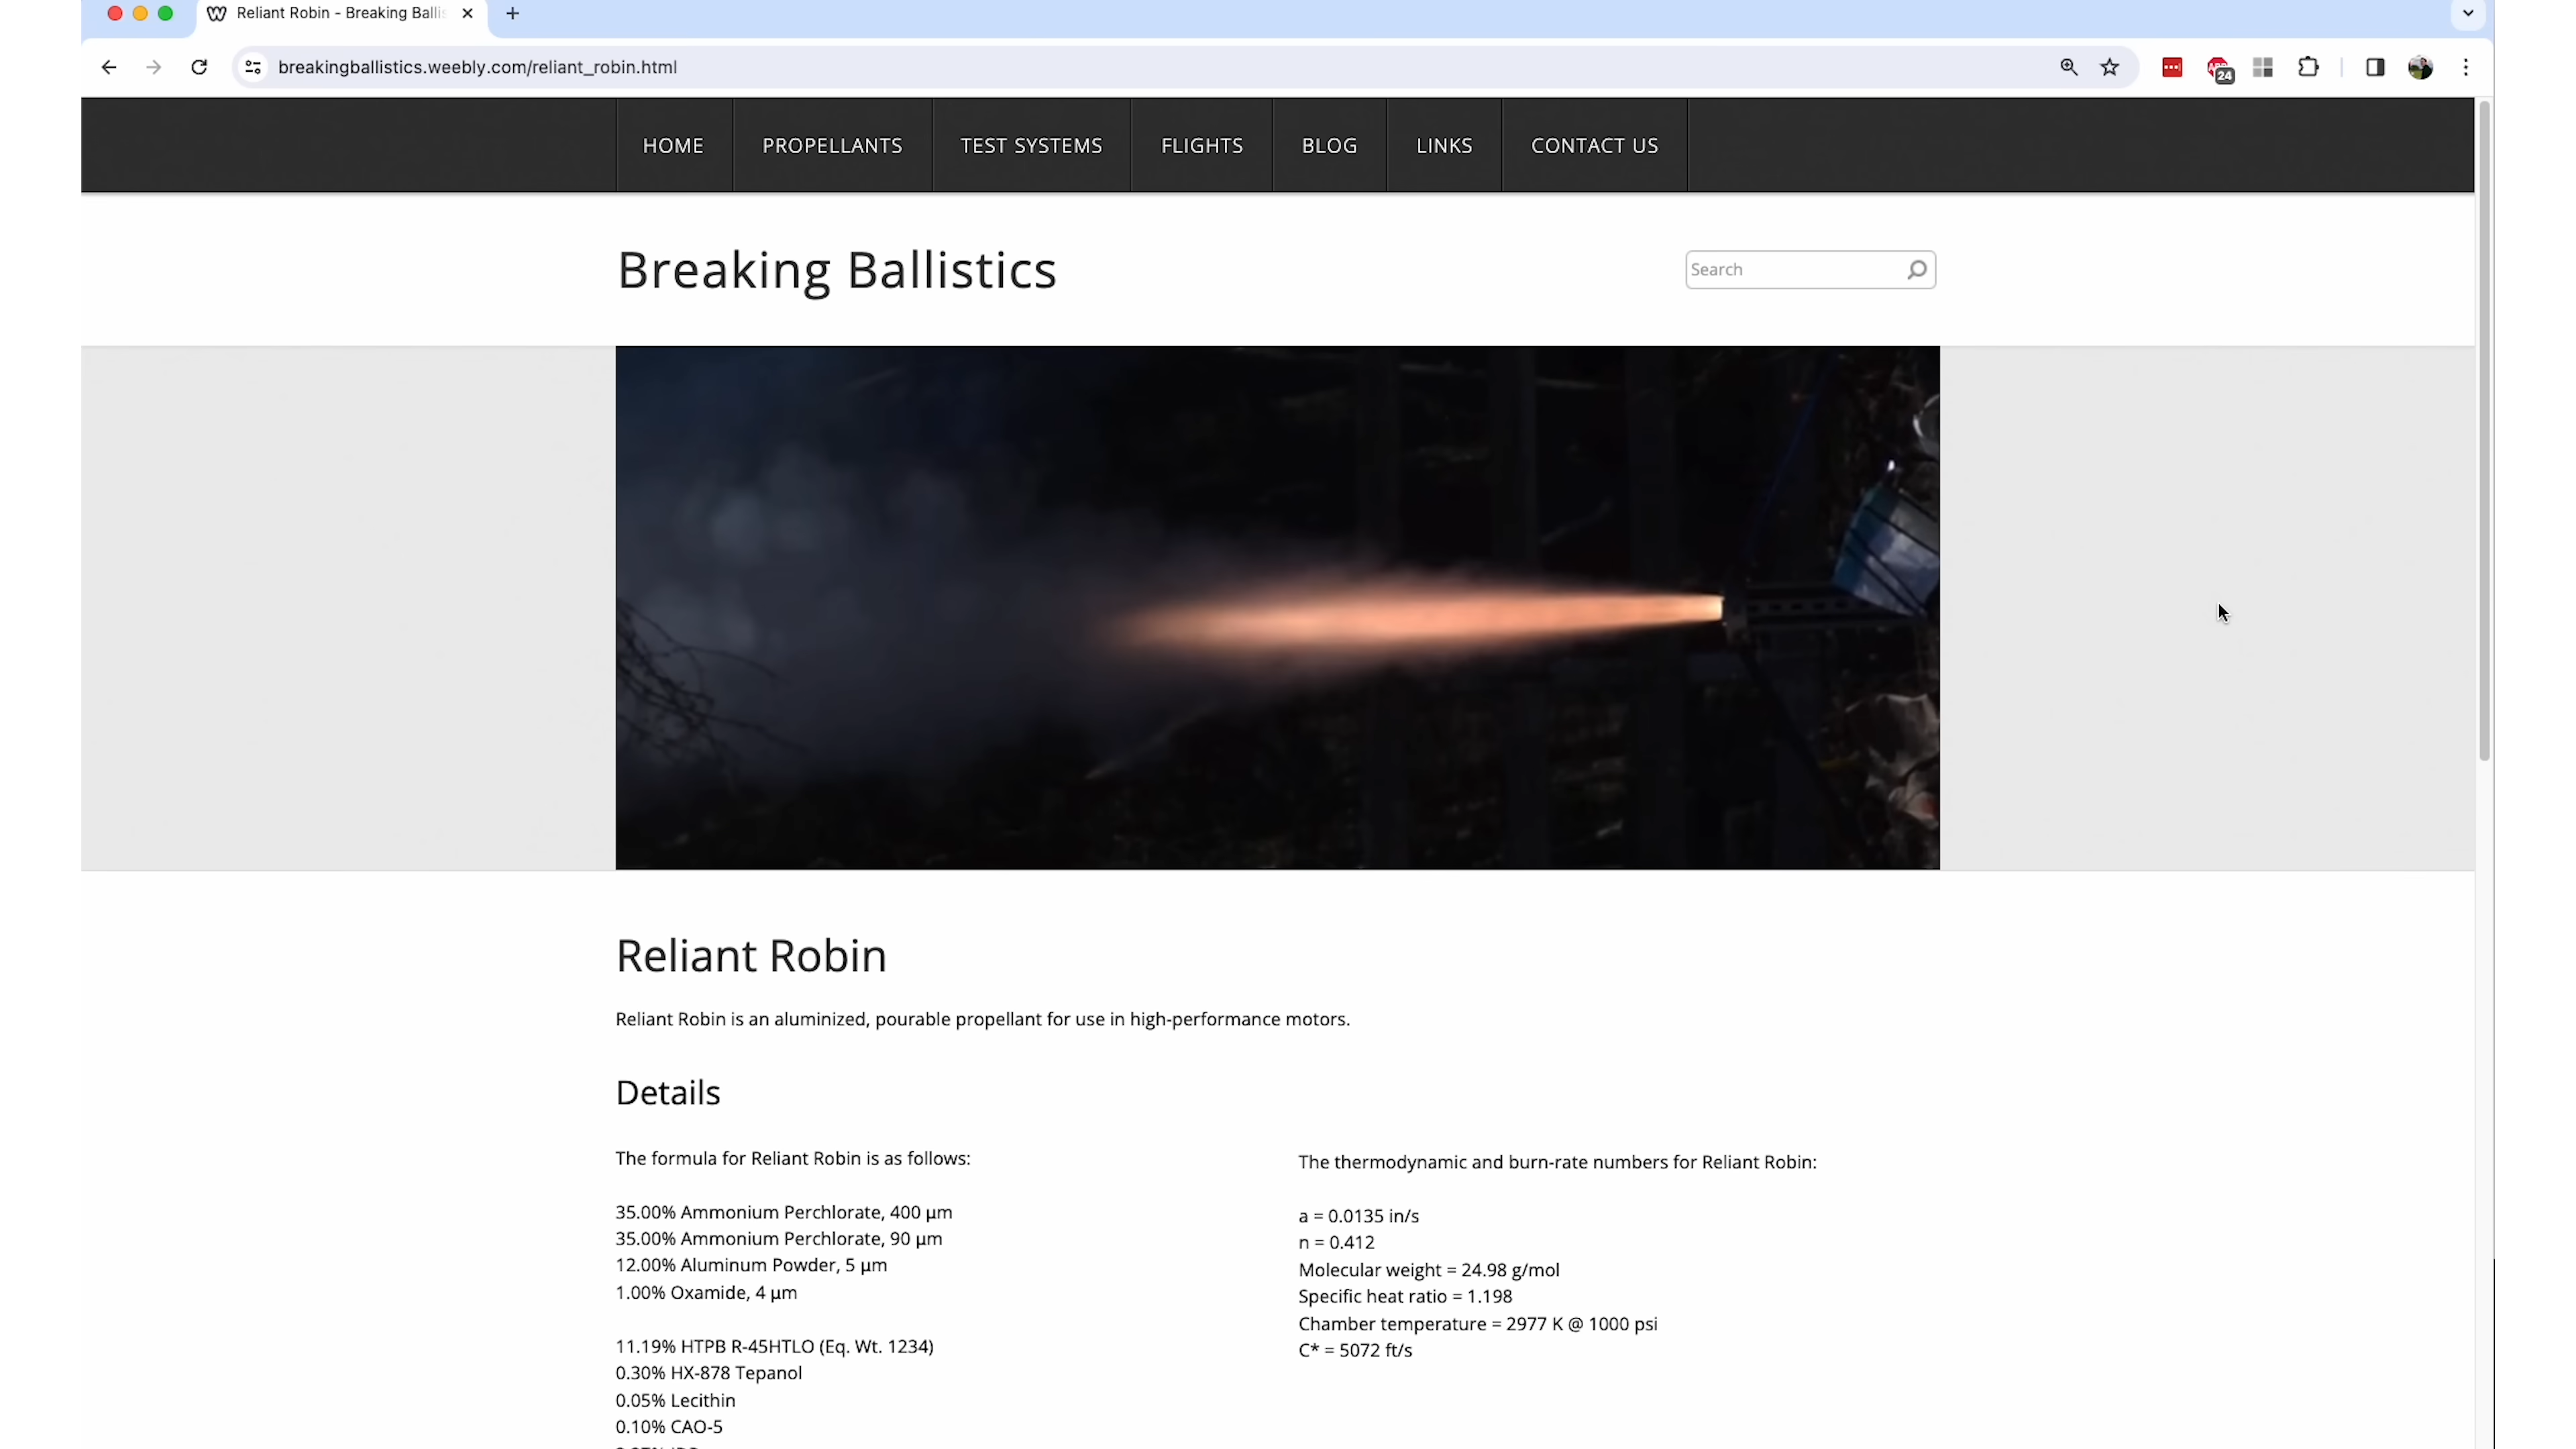 Reliant Robin - Breaking Ballis
breakingballistics.weebly.com/reliant_robin.html
24
HOME PROPELLANTS TEST SYSTEMS FLIGHTS BLOG LINKS CONTACT US
Breaking Ballistics
Search
Reliant Robin
Reliant Robin is an aluminized, pourable propellant for use in high-performance motors.
Details
The formula for Reliant Robin is as follows:
35.00% Ammonium Perchlorate, 400 μm
35.00% Ammonium Perchlorate, 90 μm
12.00% Aluminum Powder, 5 μm
1.00% Oxamide, 4 μm
11.19% HTPB R-45HTLO (Eq. Wt. 1234)
0.30% HX-878 Tepanol
0.05% Lecithin
0.10% CAO-5
The thermodynamic and burn-rate numbers for Reliant Robin:
a = 0.0135 in/s
n = 0.412
Molecular weight = 24.98 g/mol
Specific heat ratio = 1.198
Chamber temperature = 2977 K @ 1000 psi
C* = 5072 ft/s